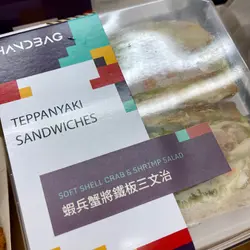 HANDBAG
TEPPANYAKI
SANDWICHES
SOFT SHELL CRAB & SHRIMP SALAD
蝦兵蟹將鐵板三文治